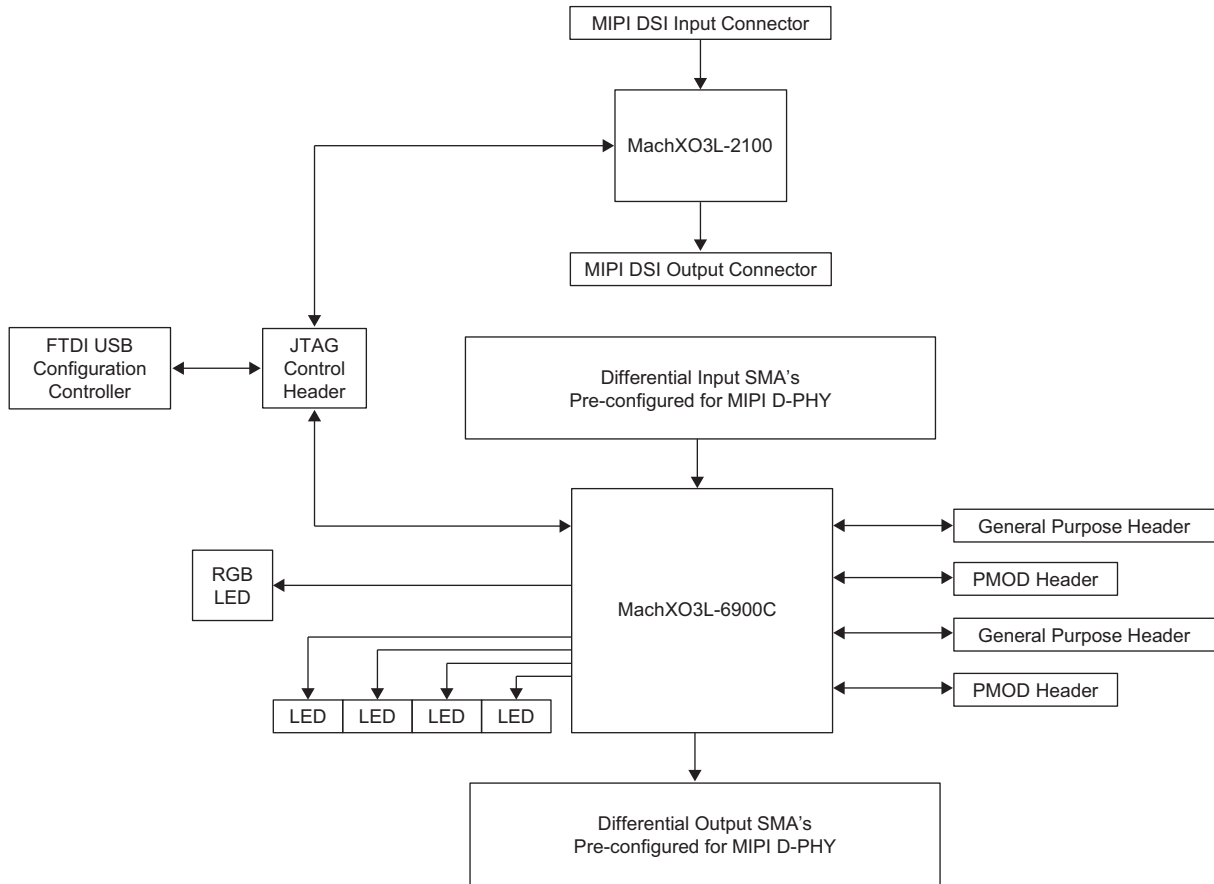 MIPI DSI Input Connector
MachXO3L-2100
MIPI DSI Output Connector
FTDI USB
Configuration
Controller
JTAG
Control
Header
Differential Input SMA’s
Pre-configured for MIPI D-PHY
General Purpose Header
RGB
LED
PMOD Header
MachXO3L-6900C
General Purpose Header
PMOD Header
LED
LED
LED
LED
Differential Output SMA’s
Pre-configured for MIPI D-PHY